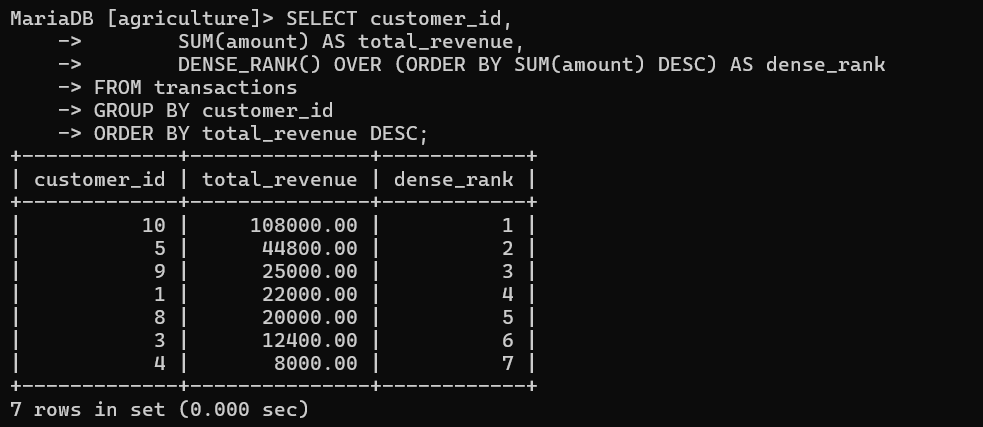 MariaDB [agriculture]> SELECT customer_id,
    ->        SUM(amount) AS total_revenue,
    ->        DENSE_RANK() OVER (ORDER BY SUM(amount) DESC) AS dense_rank
    -> FROM transactions
    -> GROUP BY customer_id
    -> ORDER BY total_revenue DESC;
+-------------+---------------+------------+
| customer_id | total_revenue | dense_rank |
+-------------+---------------+------------+
|          10 |     108000.00 |          1 |
|           5 |      44800.00 |          2 |
|           9 |      25000.00 |          3 |
|           1 |      22000.00 |          4 |
|           8 |      20000.00 |          5 |
|           3 |      12400.00 |          6 |
|           4 |       8000.00 |          7 |
+-------------+---------------+------------+
7 rows in set (0.000 sec)